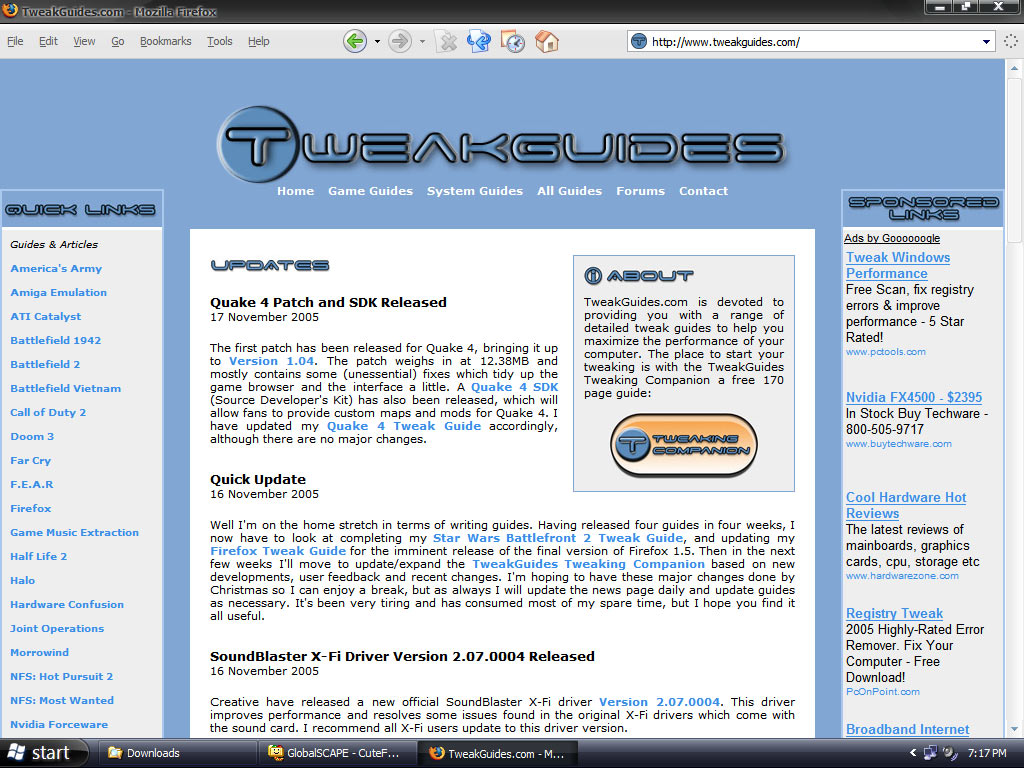 TweakGuides.com - Mozilla Firefox
File Edit View Go Bookmarks Tools Help
http://www.tweakguides.com/
TWEAKGUIDES
Home Game Guides System Guides All Guides Forums Contact
QUICK LINKS
Guides & Articles
America's Army
Amiga Emulation
ATI Catalyst
Battlefield 1942
Battlefield 2
Battlefield Vietnam
Call of Duty 2
Doom 3
Far Cry
F.E.A.R
Firefox
Game Music Extraction
Half Life 2
Halo
Hardware Confusion
Joint Operations
Morrowind
NFS: Hot Pursuit 2
NFS: Most Wanted
Nvidia Forceware
UPDATES
Quake 4 Patch and SDK Released
17 November 2005
The first patch has been released for Quake 4, bringing it up
to Version 1.04. The patch weighs in at 12.38MB and
mostly contains some (unessential) fixes which tidy up the
game browser and the interface a little. A Quake 4 SDK
(Source Developer's Kit) has also been released, which will
allow fans to provide custom maps and mods for Quake 4. I
have updated my Quake 4 Tweak Guide accordingly,
although there are no major changes.
Quick Update
16 November 2005
Well I'm on the home stretch in terms of writing guides. Having released four guides in four weeks, I
now have to look at completing my Star Wars Battlefront 2 Tweak Guide, and updating my
Firefox Tweak Guide for the imminent release of the final version of Firefox 1.5. Then in the next
few weeks I'll move to update/expand the TweakGuides Tweaking Companion based on new
developments, user feedback and recent changes. I'm hoping to have these major changes done by
Christmas so I can enjoy a break, but as always I will update the news page daily and update guides
as necessary. It's been very tiring and has consumed most of my spare time, but I hope you find it
all useful.
SoundBlaster X-Fi Driver Version 2.07.0004 Released
16 November 2005
Creative have released a new official SoundBlaster X-Fi driver Version 2.07.0004. This driver
improves performance and resolves some issues found in the original X-Fi drivers which come with
the sound card. I recommend all X-Fi users update to this driver version.
ABOUT
TweakGuides.com is devoted to
providing you with a range of
detailed tweak guides to help you
maximize the performance of your
computer. The place to start your
tweaking is with the TweakGuides
Tweaking Companion a free 170
page guide:
TWEAKING
COMPANION
SPONSORED
LINKS
Ads by Goooooogle
Tweak Windows
Performance
Free Scan, fix registry
errors & improve
performance - 5 Star
Rated!
www.pctools.com
Nvidia FX4500 - $2395
In Stock Buy Techware -
800-505-9717
www.buytechware.com
Cool Hardware Hot
Reviews
The latest reviews of
mainboards, graphics
cards, cpu, storage etc
www.hardwarezone.com
Registry Tweak
2005 Highly-Rated Error
Remover. Fix Your
Computer - Free
Download!
PcOnPoint.com
Broadband Internet
start
Downloads
GlobalSCAPE - CuteF...
TweakGuides.com - M...
7:17 PM